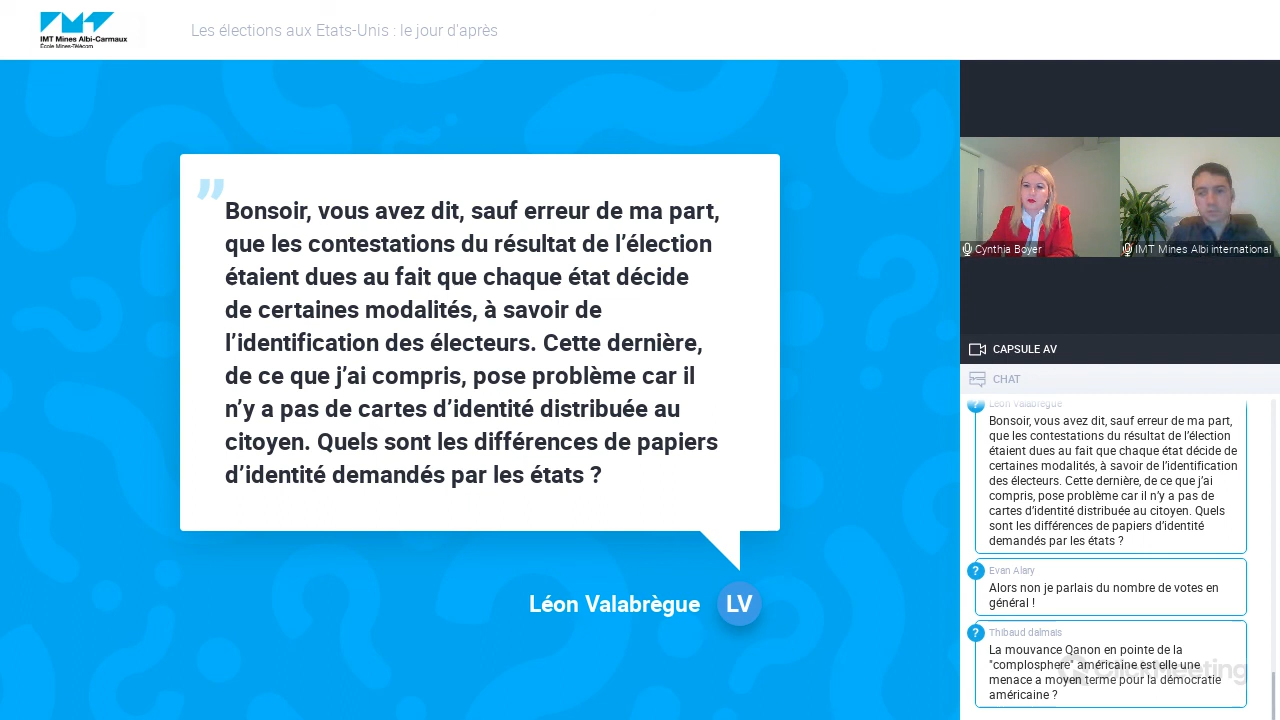 IMT Mines Albi-Carmaux
École Mines-Télécom
Les élections aux Etats-Unis : le jour d'après
”
Bonsoir, vous avez dit, sauf erreur de ma part,
que les contestations du résultat de l’élection
étaient dues au fait que chaque état décide
de certaines modalités, à savoir de
l’identification des électeurs. Cette dernière,
de ce que j’ai compris, pose problème car il
n’y a pas de cartes d’identité distribuée au
citoyen. Quels sont les différences de papiers
d’identité demandés par les états ?
Léon Valabrègue
LV
Cynthia Boyer
IMT Mines Albi international
CAPSULE AV
CHAT
?
Léon Valabrègue
Bonsoir, vous avez dit, sauf erreur de ma part,
que les contestations du résultat de l’élection
étaient dues au fait que chaque état décide de
certaines modalités, à savoir de l’identification
des électeurs. Cette dernière, de ce que j’ai
compris, pose problème car il n’y a pas de
cartes d’identité distribuée au citoyen. Quels
sont les différences de papiers d’identité
demandés par les états ?
?
Evan Alary
Alors non je parlais du nombre de votes en
général !
?
Thibaud dalmais
La mouvance Qanon en pointe de la
"complosphere" américaine est elle une
menace a moyen terme pour la démocratie
américaine ?
ClickMeeting